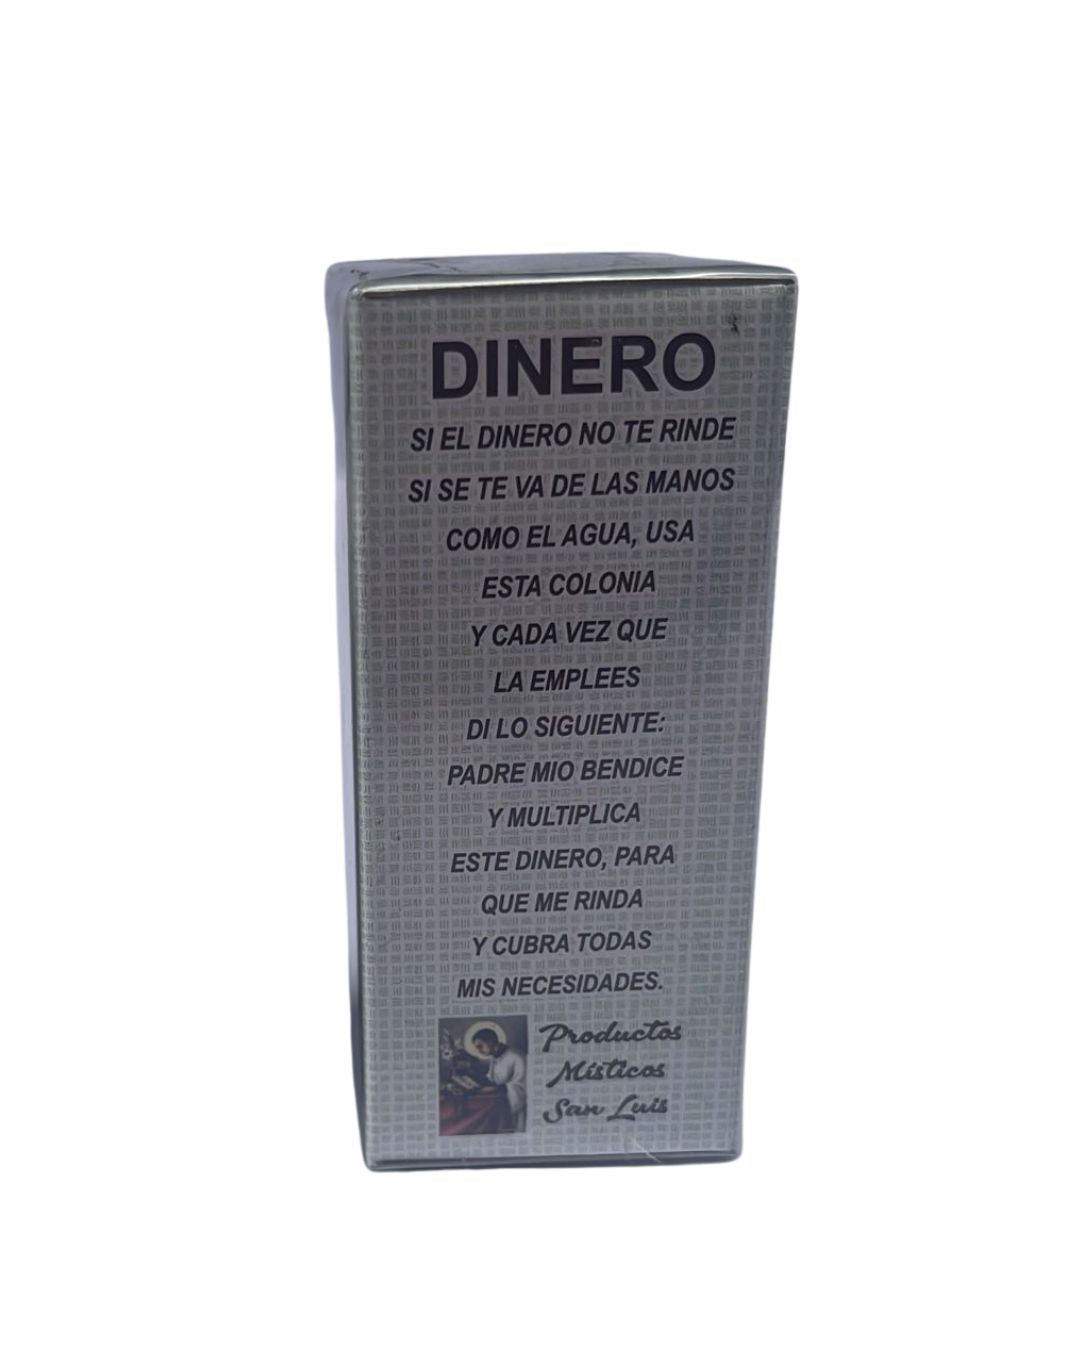 DINERO
SI EL DINERO NO TE RINDE
SI SE TE VA DE LAS MANOS
COMO EL AGUA, USA
ESTA COLONIA
Y CADA VEZ QUE
LA EMPLEES
DI LO SIGUIENTE:
PADRE MIO BENDICE
Y MULTIPLICA
ESTE DINERO, PARA
QUE ME RINDA
Y CUBRA TODAS
MIS NECESIDADES.
Productos
Místicos
San Luis